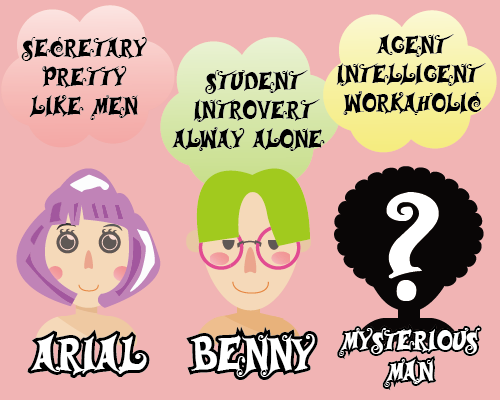 SECRETARY
PRETTY
LIKE MEN
STUDENT
INTROVERT
ALWAY ALONE
AGENT
INTELLIGENT
WORKAHOLIC
?
ARIAL
BENNY
MYSTERIOUS
MAN